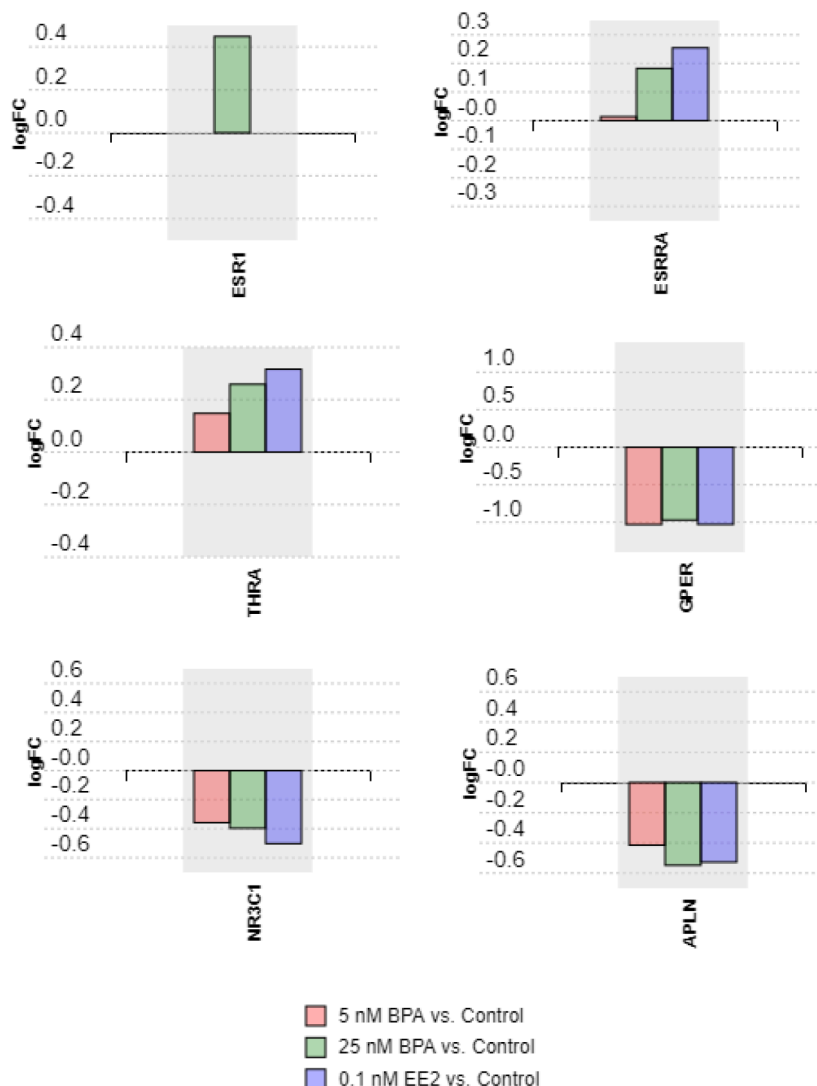 0.4
0.2
0.0
-0.2
-0.4
logFC
ESR1
0.3
0.2
0.1
-0.0
-0.1
-0.2
-0.3
logFC
ESRRA
0.4
0.2
0.0
-0.2
-0.4
logFC
THRA
1.0
0.5
0.0
-0.5
-1.0
logFC
GPER
0.6
0.4
0.2
-0.0
-0.2
-0.4
-0.6
logFC
NR3C1
0.6
0.4
0.2
-0.0
-0.2
-0.4
-0.6
logFC
APLN
5 nM BPA vs. Control
25 nM BPA vs. Control
0.1 nM EE2 vs. Control